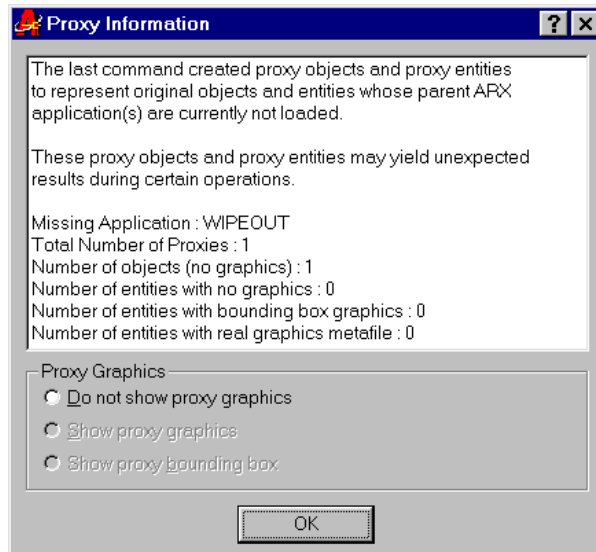 Proxy Information
The last command created proxy objects and proxy entities
to represent original objects and entities whose parent ARX
application(s) are currently not loaded.
These proxy objects and proxy entities may yield unexpected
results during certain operations.
Missing Application : WIPEOUT
Total Number of Proxies : 1
Number of objects (no graphics) : 1
Number of entities with no graphics : 0
Number of entities with bounding box graphics : 0
Number of entities with real graphics metafile : 0
Proxy Graphics
Do not show proxy graphics
Show proxy graphics
Show proxy bounding box
OK